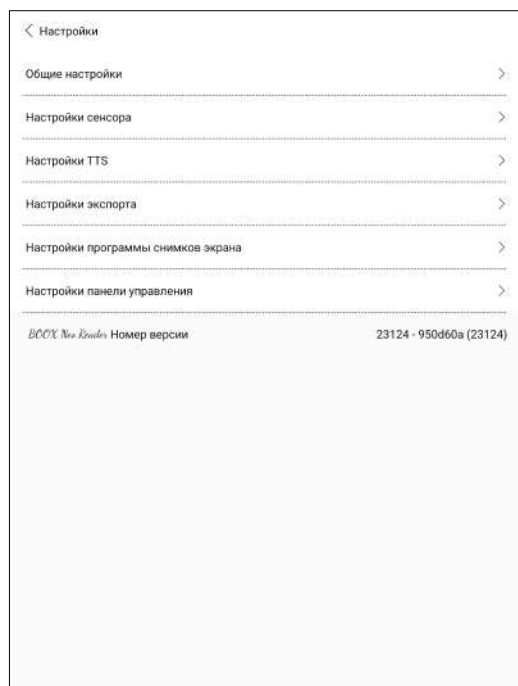 Настройки
Общие настройки
Настройки сенсора
Настройки TTS
Настройки экспорта
Настройки программы снимков экрана
Настройки панели управления
BOOX Neo Reader Номер версии 23124 - 950d60a (23124)